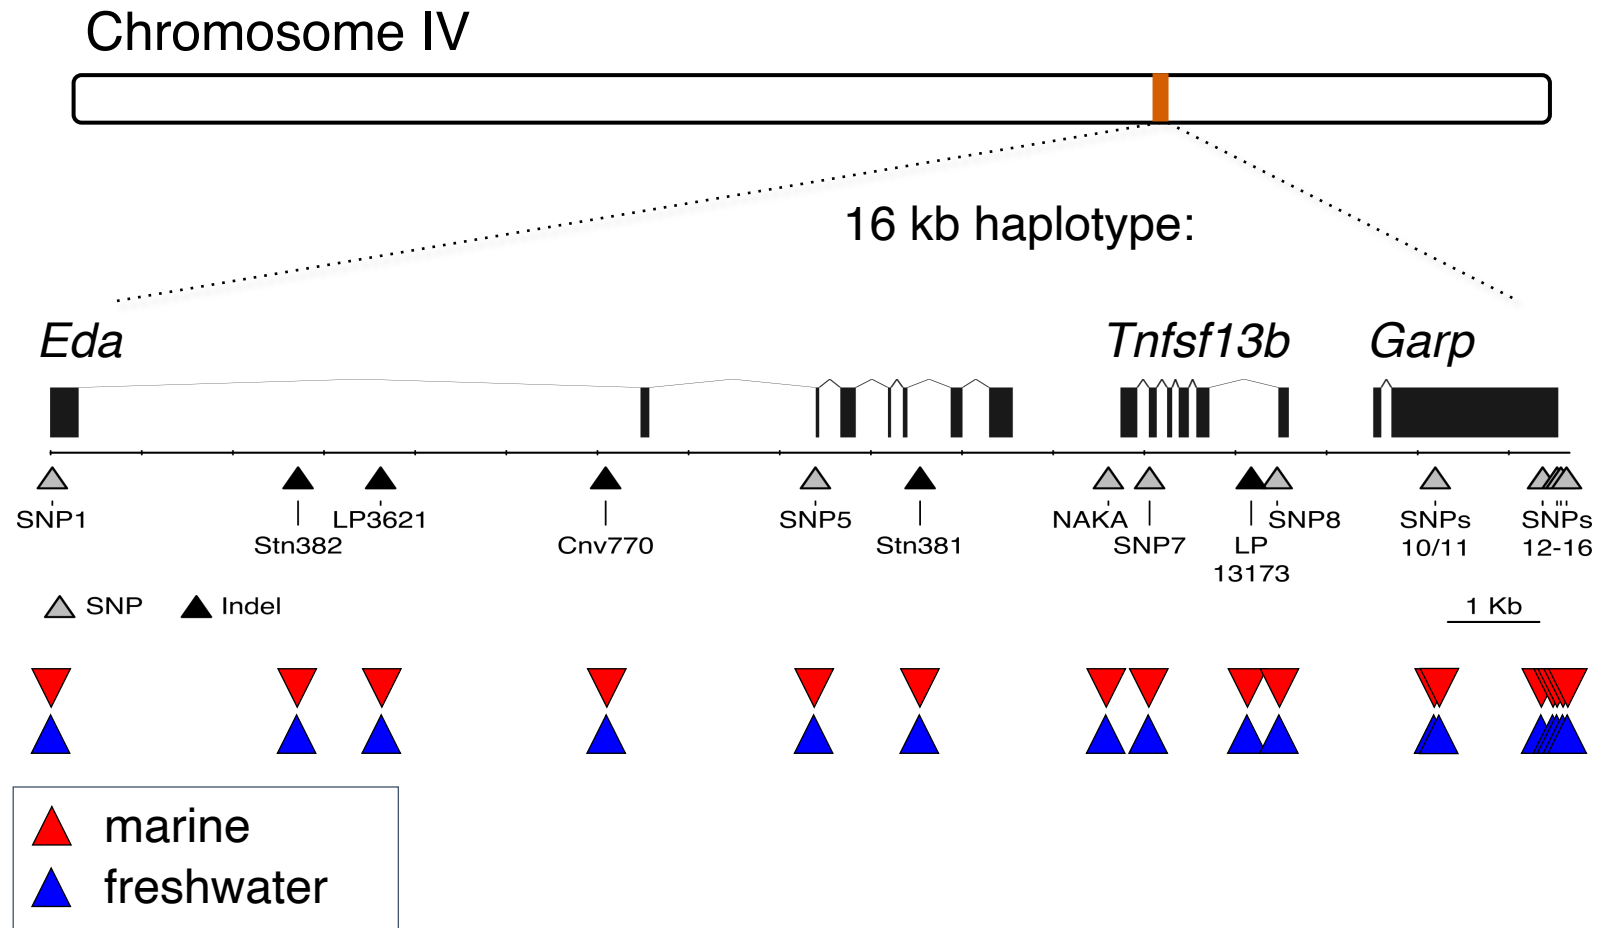 Chromosome IV
16 kb haplotype:
Eda
Tnfsf13b
Garp
SNP1
LP3621
SNP5
NAKA
SNP8
SNPs
SNPs
Stn382
Cnv770
Stn381
SNP7
LP
10/11
12-16
13173
SNP
Indel
1 Kb
marine
freshwater